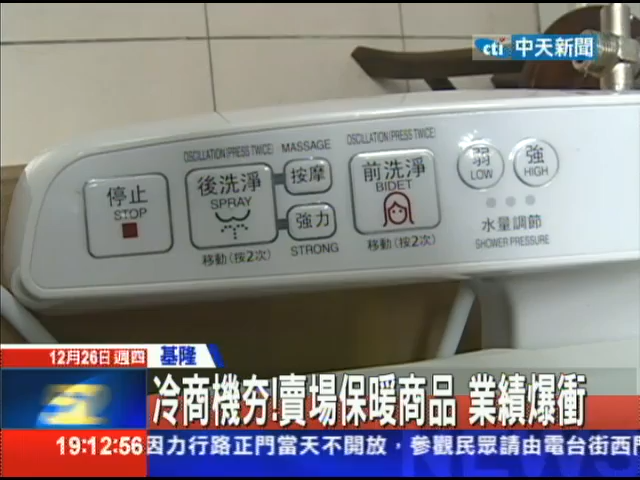 cti 中天新聞
OSCILLATION(PRESS TWICE)
MASSAGE
OSCILLATION(PRESS TWICE)
停止
STOP
後洗淨
SPRAY
移動(按2次)
按摩
強力
STRONG
前洗淨
BIDET
移動(按2次)
弱
LOW
強
HIGH
水量調節
SHOWER PRESSURE
12月26日週四
基隆
冷商機夯!賣場保暖商品 業績爆衝
19:12:56
因力行路正門當天不開放，參觀民眾請由電台街西門